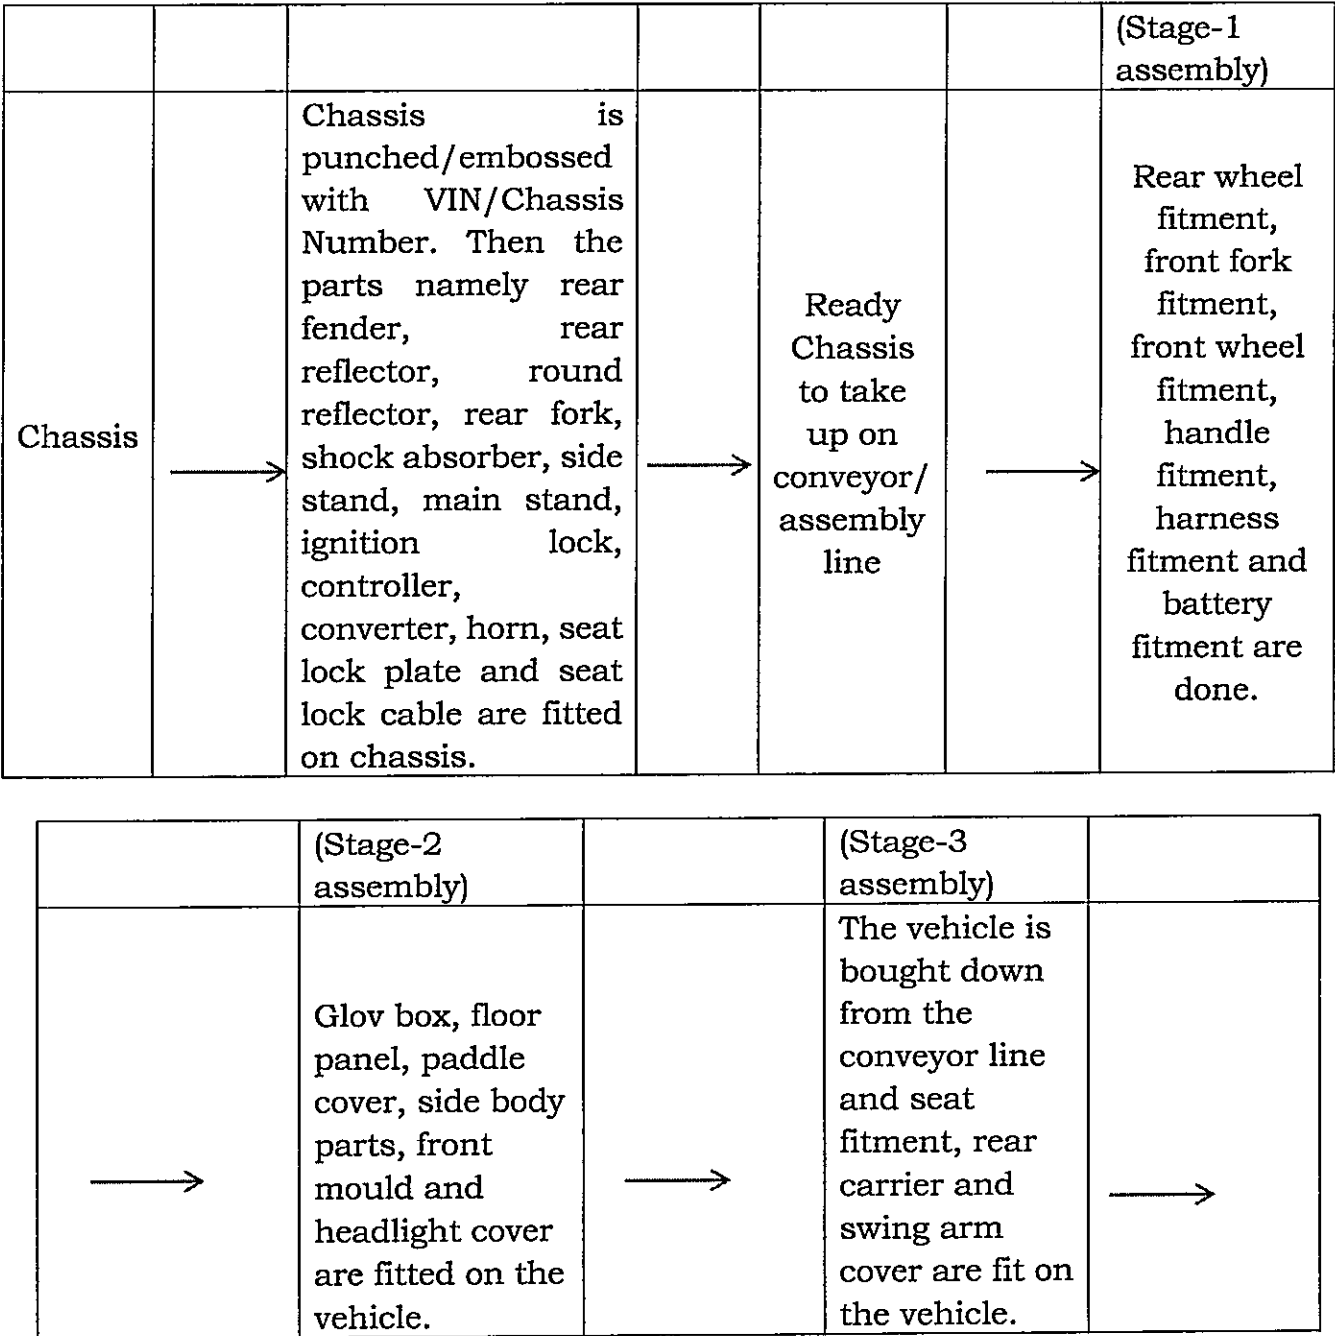 (Stage-1
assembly)
Chassis
Chassis is
punched/embossed
with VIN/Chassis
Number. Then the
parts namely rear
fender, rear
reflector, round
reflector, rear fork,
shock absorber, side
stand, main stand,
ignition lock,
controller,
converter, horn, seat
lock plate and seat
lock cable are fitted
on chassis.
Ready
Chassis
to take
up on
conveyor/
assembly
line
Rear wheel
fitment,
front fork
fitment,
front wheel
fitment,
handle
fitment,
harness
fitment and
battery
fitment are
done.
(Stage-2
assembly)
(Stage-3
assembly)
Glov box, floor
panel, paddle
cover, side body
parts, front
mould and
headlight cover
are fitted on the
vehicle.
The vehicle is
bought down
from the
conveyor line
and seat
fitment, rear
carrier and
swing arm
cover are fit on
the vehicle.